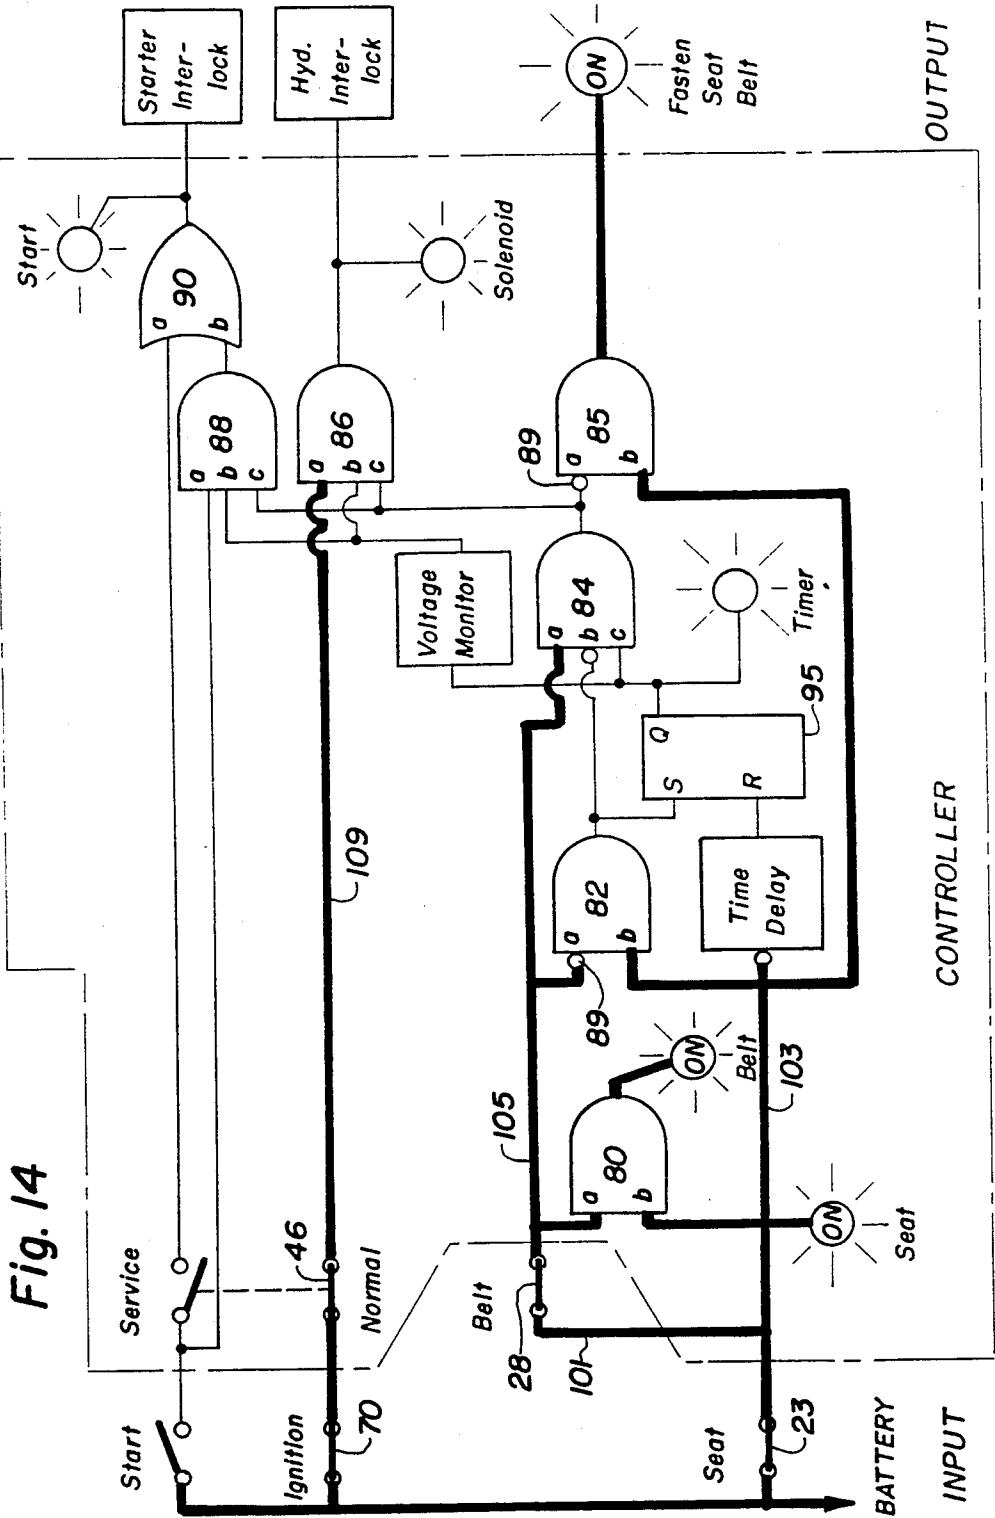 Fig. 14
Start
Service
Ignition
70
46
Normal
Seat
23
BATTERY
INPUT
Belt
28
101
105
109
103
80
a
b
ON
Seat
ON
Belt
89
82
a
b
Time
Delay
S
R
Q
95
Voltage
Monitor
84
a
b
c
Timer
89
85
a
b
86
a
b
c
88
a
b
c
90
a
b
Start
Solenoid
CONTROLLER
Starter
Inter-
lock
Hyd.
Inter-
lock
ON
Fasten
Seat
Belt
OUTPUT